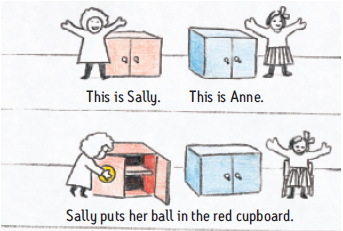 This is Sally. This is Anne.
Sally puts her ball in the red cupboard.